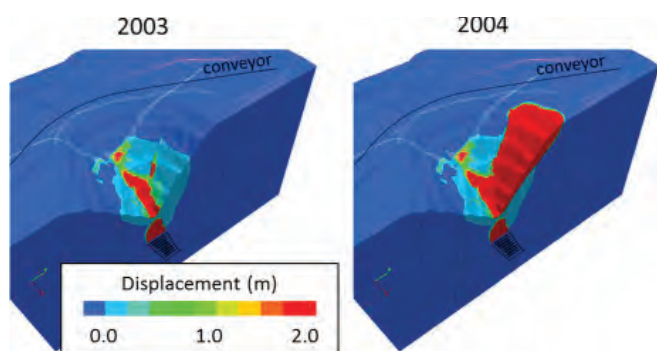 2003
2004
conveyor
conveyor
Displacement (m)
0.0 1.0 2.0